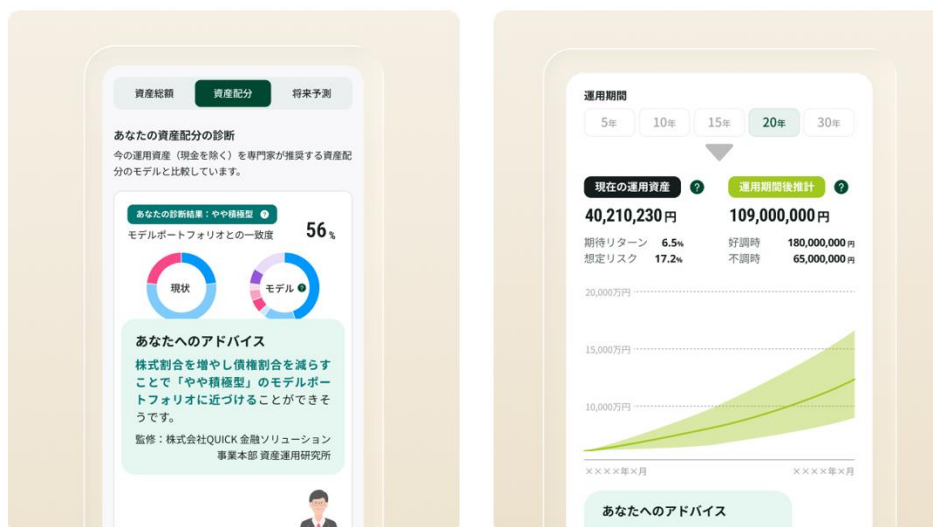 資産総額
資産配分
将来予測
あなたの資産配分の診断
今の運用資産（現金を除く）を専門家が推奨する資産配
分のモデルと比較しています。
あなたの診断結果：やや積極型 ?
モデルポートフォリオとの一致度 56%
現状
モデル ?
あなたへのアドバイス
株式割合を増やし債権割合を減らす
ことで「やや積極型」のモデルポー
トフォリオに近づけることができそ
うです。
監修：株式会社QUICK 金融ソリューション
事業本部 資産運用研究所
運用期間
5年 10年 15年 20年 30年
現在の運用資産 ?
40,210,230円
期待リターン 6.5%
想定リスク 17.2%
運用期間後推計 ?
109,000,000円
好調時 180,000,000円
不調時 65,000,000円
20,000万円
15,000万円
10,000万円
××××年×月
××××年×月
あなたへのアドバイス